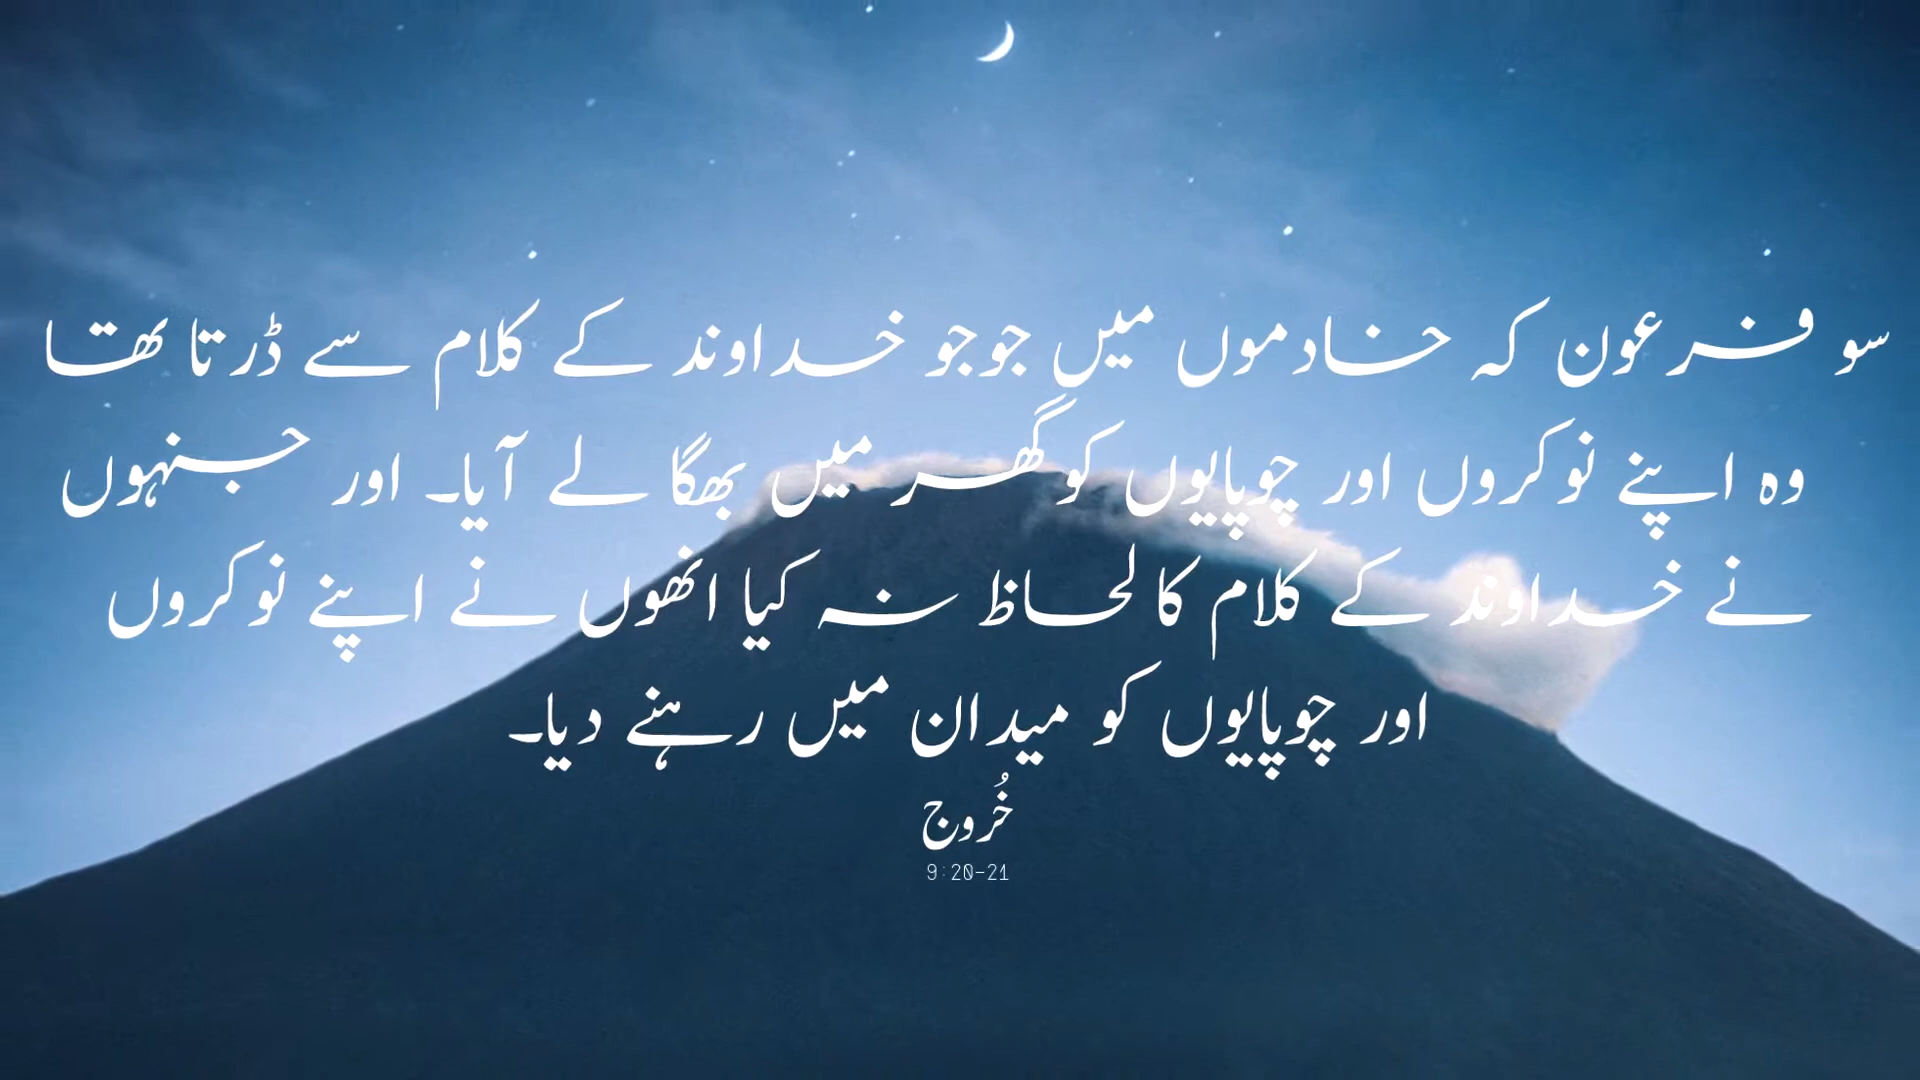 سو فرعون کہ خادموں میں جوجو خداوند کے کلام سے ڈرتا تھا
وہ اپنے نوکروں اور چوپایوں کو گھر میں بھگا لے آیا۔ اور جنہوں
نے خداوند کے کلام کا لحاظ نہ کیا انھوں نے اپنے نوکروں
اور چوپایوں کو میدان میں رہنے دیا۔
خُروج
9:20-21